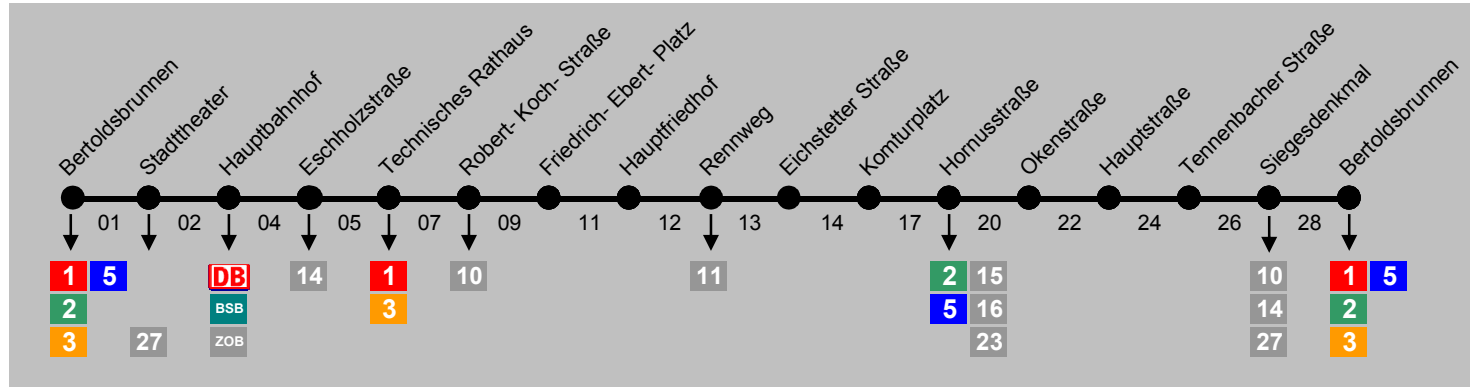 Bertoldsbrunnen
Stadttheater
Hauptbahnhof
Eschholzstraße
Technisches Rathaus
Robert- Koch- Straße
Friedrich- Ebert- Platz
Hauptfriedhof
Rennweg
Eichstetter Straße
Komturplatz
Hornusstraße
Okenstraße
Hauptstraße
Tennenbacher Straße
Siegesdenkmal
Bertoldsbrunnen
01 02 04 05 07 09 11 12 13 14 17 20 22 24 26 28
1 5 DB 14 1 10 11 2 15 10 1 5
2 BSB 3 5 16 14 2
3 27 ZOB 23 27 3